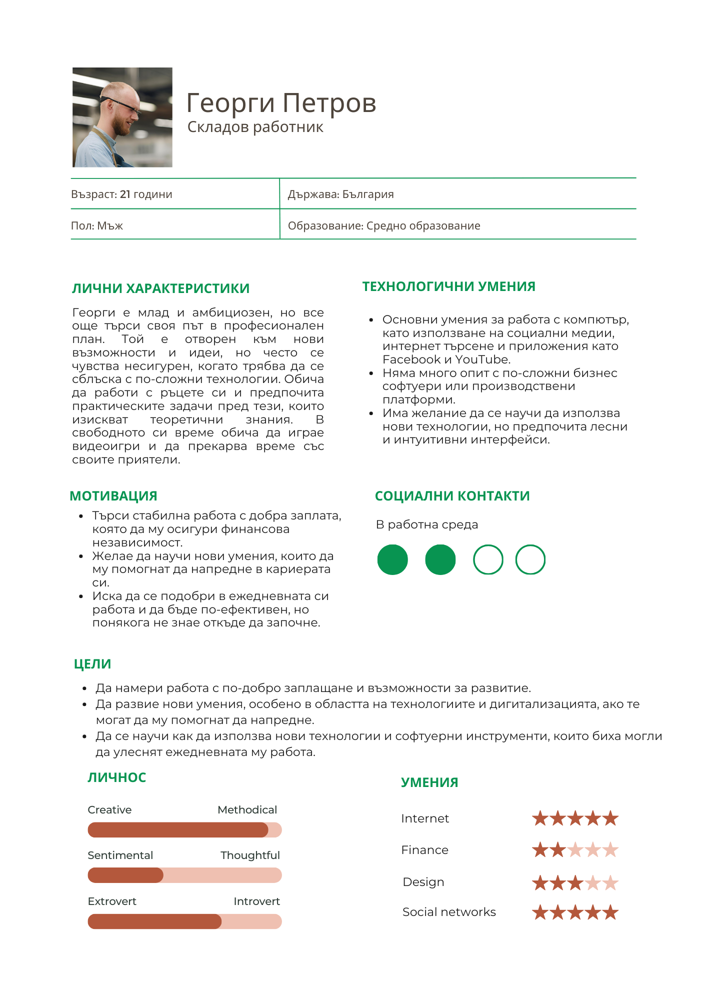 Георги Петров
Складов работник
Възраст: 21 години
Държава: България
Пол: Мъж
Образование: Средно образование
ЛИЧНИ ХАРАКТЕРИСТИКИ
Георги е млад и амбициозен, но все
още търси своя път в професионален
план. Той е отворен към нови
възможности и идеи, но често се
чувства несигурен, когато трябва да се
сблъска с по-сложни технологии. Обича
да работи с ръцете си и предпочита
практическите задачи пред тези, които
изискват теоретични знания. В
свободното си време обича да играе
видеоигри и да прекарва време със
своите приятели.
ТЕХНОЛОГИЧНИ УМЕНИЯ
• Основни умения за работа с компютър,
като използване на социални медии,
интернет търсене и приложения като
Facebook и YouTube.
• Няма много опит с по-сложни бизнес
софтуери или производствени
платформи.
• Има желание да се научи да използва
нови технологии, но предпочита лесни
и интуитивни интерфейси.
МОТИВАЦИЯ
• Търси стабилна работа с добра заплата,
която да му осигури финансова
независимост.
• Желае да научи нови умения, които да
му помогнат да напредне в кариерата
си.
• Иска да се подобри в ежедневната си
работа и да бъде по-ефективен, но
понякога не знае откъде да започне.
СОЦИАЛНИ КОНТАКТИ
В работна среда
ЦЕЛИ
• Да намери работа с по-добро заплащане и възможности за развитие.
• Да развие нови умения, особено в областта на технологиите и дигитализацията, ако те
могат да му помогнат да напредне.
• Да се научи как да използва нови технологии и софтуерни инструменти, които биха могли
да улеснят ежедневната му работа.
ЛИЧНОС
Creative Methodical
Sentimental Thoughtful
Extrovert Introvert
УМЕНИЯ
Internet
Finance
Design
Social networks